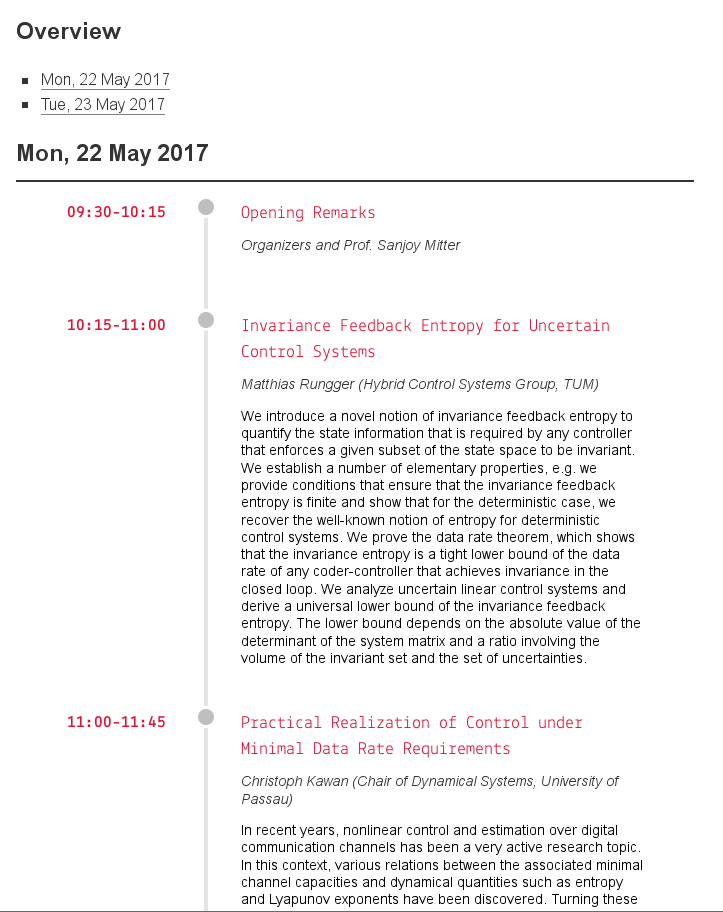 Overview
Mon, 22 May 2017
Tue, 23 May 2017
Mon, 22 May 2017
09:30-10:15
Opening Remarks
Organizers and Prof. Sanjoy Mitter
10:15-11:00
Invariance Feedback Entropy for Uncertain
Control Systems
Matthias Rungger (Hybrid Control Systems Group, TUM)
We introduce a novel notion of invariance feedback entropy to
quantify the state information that is required by any controller
that enforces a given subset of the state space to be invariant.
We establish a number of elementary properties, e.g. we
provide conditions that ensure that the invariance feedback
entropy is finite and show that for the deterministic case, we
recover the well-known notion of entropy for deterministic
control systems. We prove the data rate theorem, which shows
that the invariance entropy is a tight lower bound of the data
rate of any coder-controller that achieves invariance in the
closed loop. We analyze uncertain linear control systems and
derive a universal lower bound of the invariance feedback
entropy. The lower bound depends on the absolute value of the
determinant of the system matrix and a ratio involving the
volume of the invariant set and the set of uncertainties.
11:00-11:45
Practical Realization of Control under
Minimal Data Rate Requirements
Christoph Kawan (Chair of Dynamical Systems, University of
Passau)
In recent years, nonlinear control and estimation over digital
communication channels has been a very active research topic.
In this context, various relations between the associated minimal
channel capacities and dynamical quantities such as entropy
and Lyapunov exponents have been discovered. Turning these